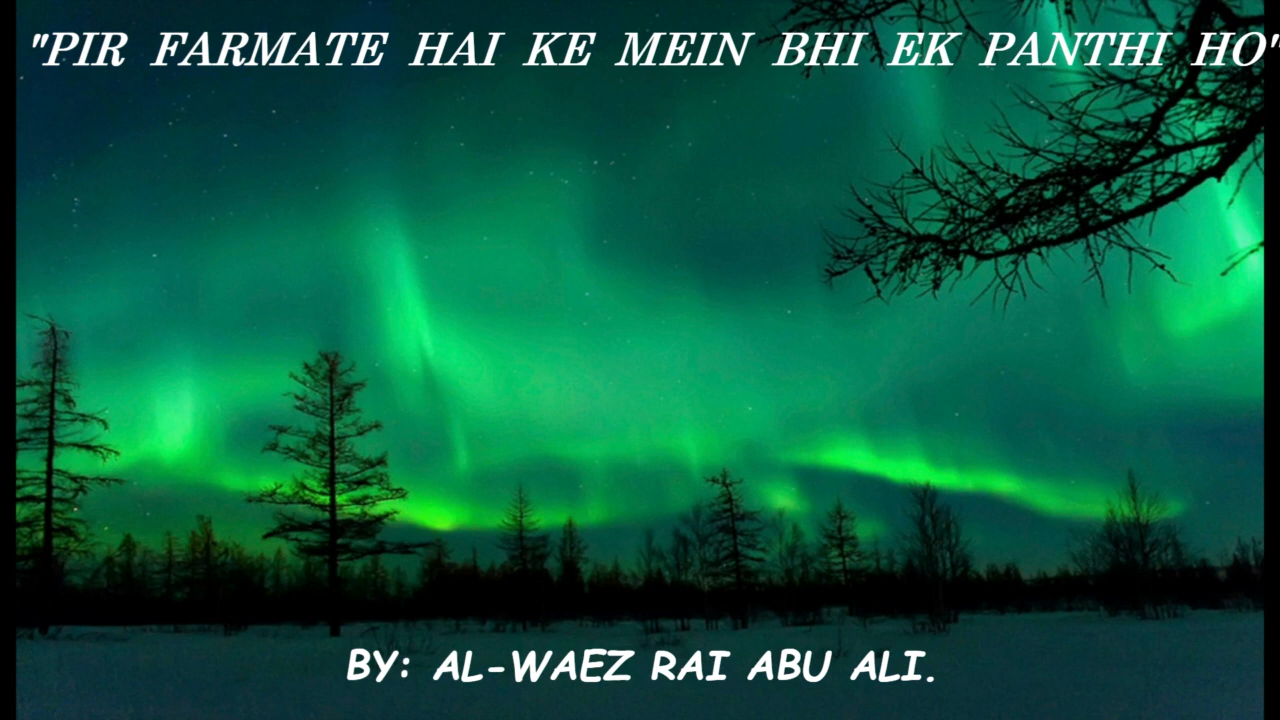 "PIR FARMATE HAI KE MEIN BHI EK PANTHI HO"
BY: AL-WAEZ RAI ABU ALI.